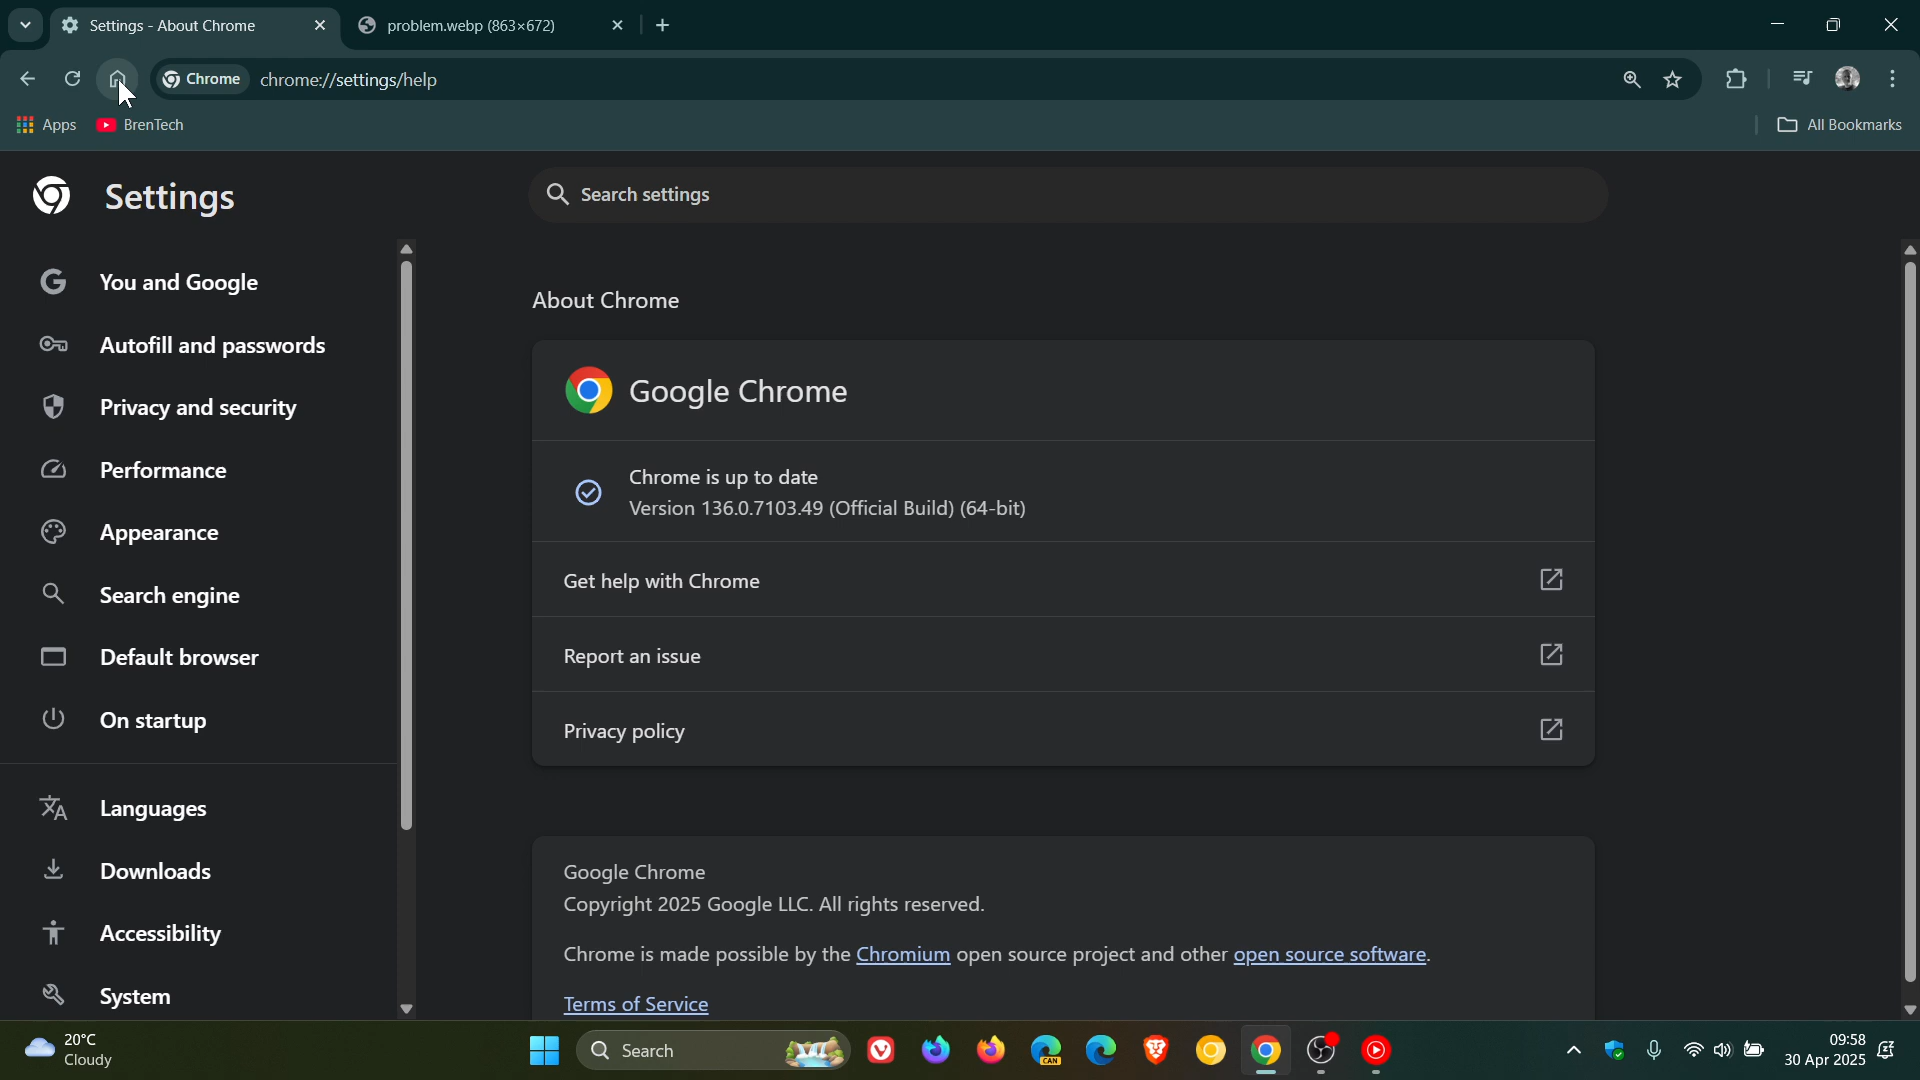 Settings - About Chrome
problem.webp (863×672)
Chrome
chrome://settings/help
Apps
BrenTech
All Bookmarks
Settings
Search settings
You and Google
Autofill and passwords
Privacy and security
Performance
Appearance
Search engine
Default browser
On startup
Languages
Downloads
Accessibility
System
About Chrome
Google Chrome
Chrome is up to date
Version 136.0.7103.49 (Official Build) (64-bit)
Get help with Chrome
Report an issue
Privacy policy
Google Chrome
Copyright 2025 Google LLC. All rights reserved.
Chrome is made possible by the Chromium open source project and other open source software.
Terms of Service
20°C
Cloudy
Search
CAN
09:58
30 Apr 2025